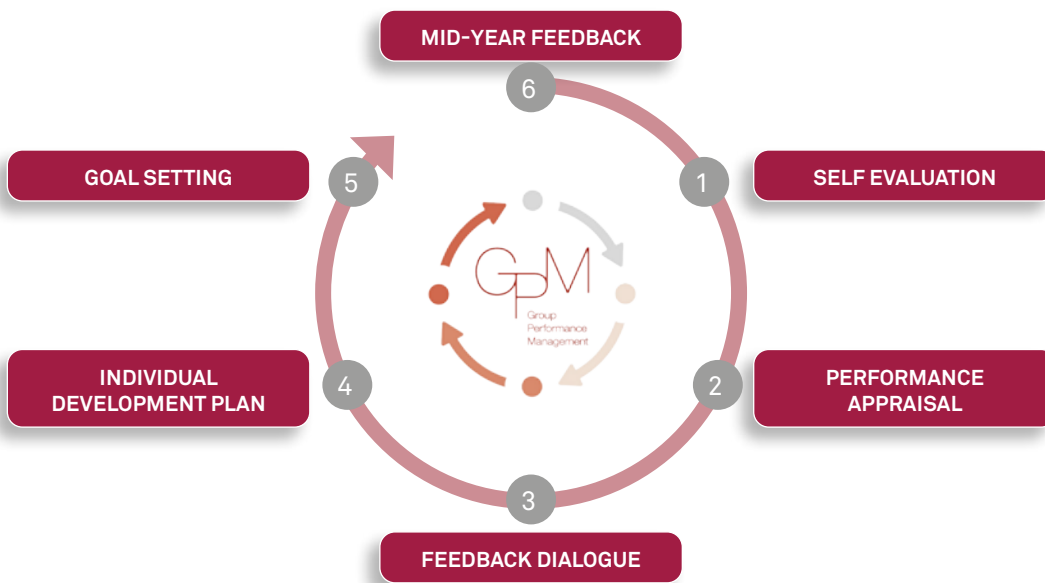 MID-YEAR FEEDBACK
6
GOAL SETTING
5
1
SELF EVALUATION
GPM
Group
Performance
Management
INDIVIDUAL
DEVELOPMENT PLAN
4
2
PERFORMANCE
APPRAISAL
3
FEEDBACK DIALOGUE